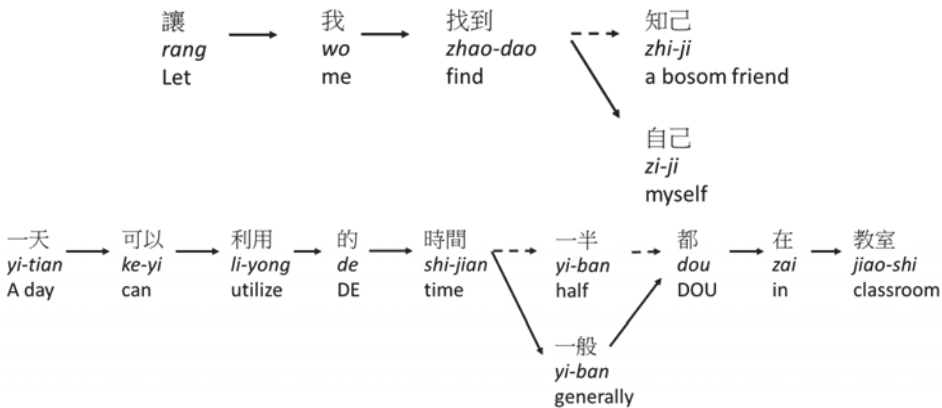 讓 我 找到 知己
rang wo zhao-dao zhi-ji
Let me find a bosom friend
自己
zi-ji
myself
一天 可以 利用 的 時間 一半 都 在 教室
yi-tian ke-yi li-yong de shi-jian yi-ban dou zai jiao-shi
A day can utilize DE time half DOU in classroom
一般
yi-ban
generally